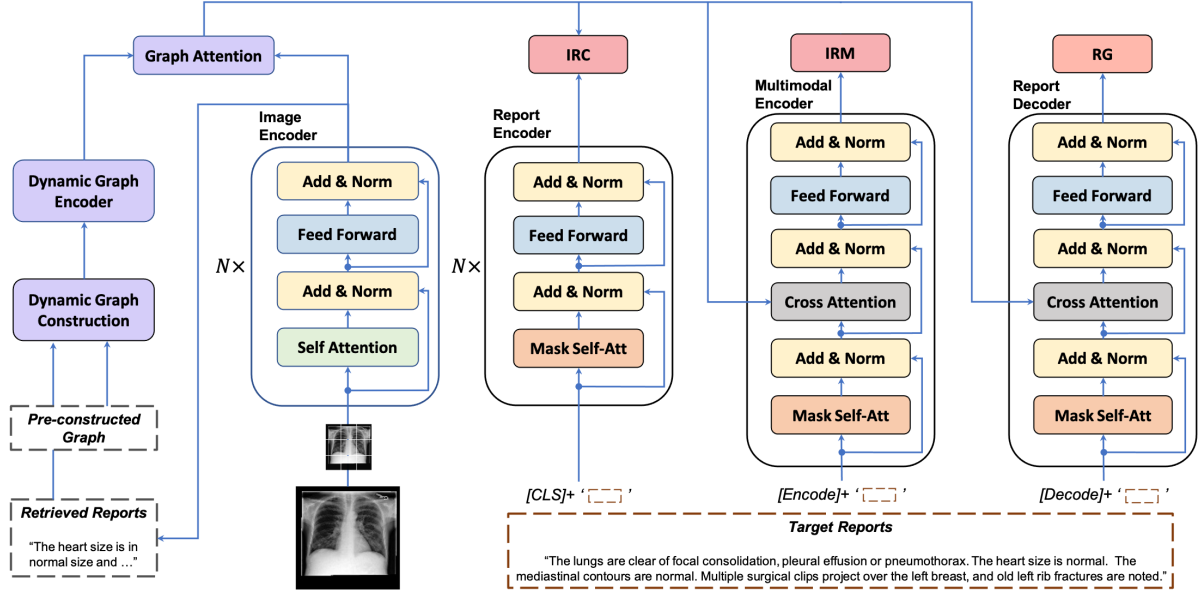 Graph Attention
IRC
IRM
RG
Image
Encoder
Report
Encoder
Multimodal
Encoder
Report
Decoder
Dynamic Graph
Encoder
Dynamic Graph
Construction
Pre-constructed
Graph
Retrieved Reports
“The heart size is in
normal size and …”
N×
Add & Norm
Feed Forward
Add & Norm
Self Attention
N×
Add & Norm
Feed Forward
Add & Norm
Mask Self-Att
[CLS]+ ‘ ’
Add & Norm
Feed Forward
Add & Norm
Cross Attention
Add & Norm
Mask Self-Att
[Encode]+ ‘ ’
Add & Norm
Feed Forward
Add & Norm
Cross Attention
Add & Norm
Mask Self-Att
[Decode]+ ‘ ’
Target Reports
“The lungs are clear of focal consolidation, pleural effusion or pneumothorax. The heart size is normal. The
mediastinal contours are normal. Multiple surgical clips project over the left breast, and old left rib fractures are noted.”